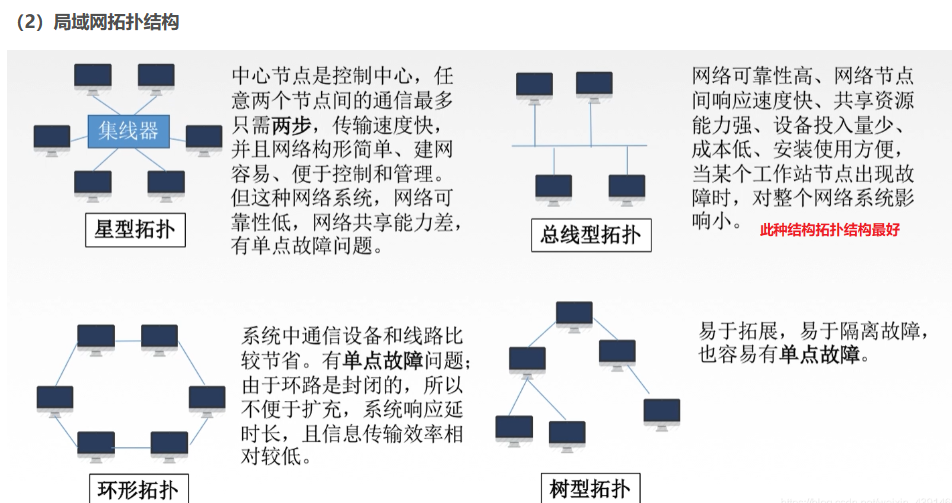 （2）局域网拓扑结构
集线器
星型拓扑
中心节点是控制中心，任
意两个节点间的通信最多
只需两步，传输速度快，
并且网络构形简单、建网
容易、便于控制和管理。
但这种网络系统，网络可
靠性低，网络共享能力差，
有单点故障问题。
总线型拓扑
网络可靠性高、网络节点
间响应速度快、共享资源
能力强、设备投入量少、
成本低、安装使用方便，
当某个工作站节点出现故
障时，对整个网络系统影
响小。
此种结构拓扑结构最好
环形拓扑
系统中通信设备和线路比
较节省。有单点故障问题；
由于环路是封闭的，所以
不便于扩充，系统响应延
时长，且信息传输效率相
对较低。
树型拓扑
易于拓展，易于隔离故障，
也容易有单点故障。